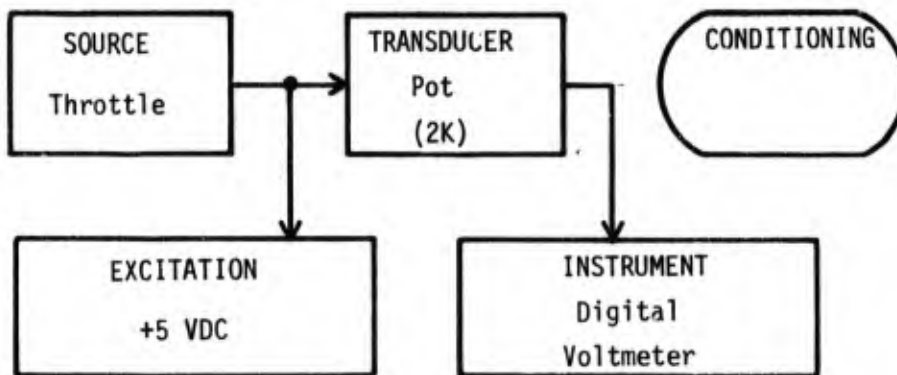 SOURCE
Throttle
TRANSDUCER
Pot
(2K)
CONDITIONING
EXCITATION
+5 VDC
INSTRUMENT
Digital
Voltmeter